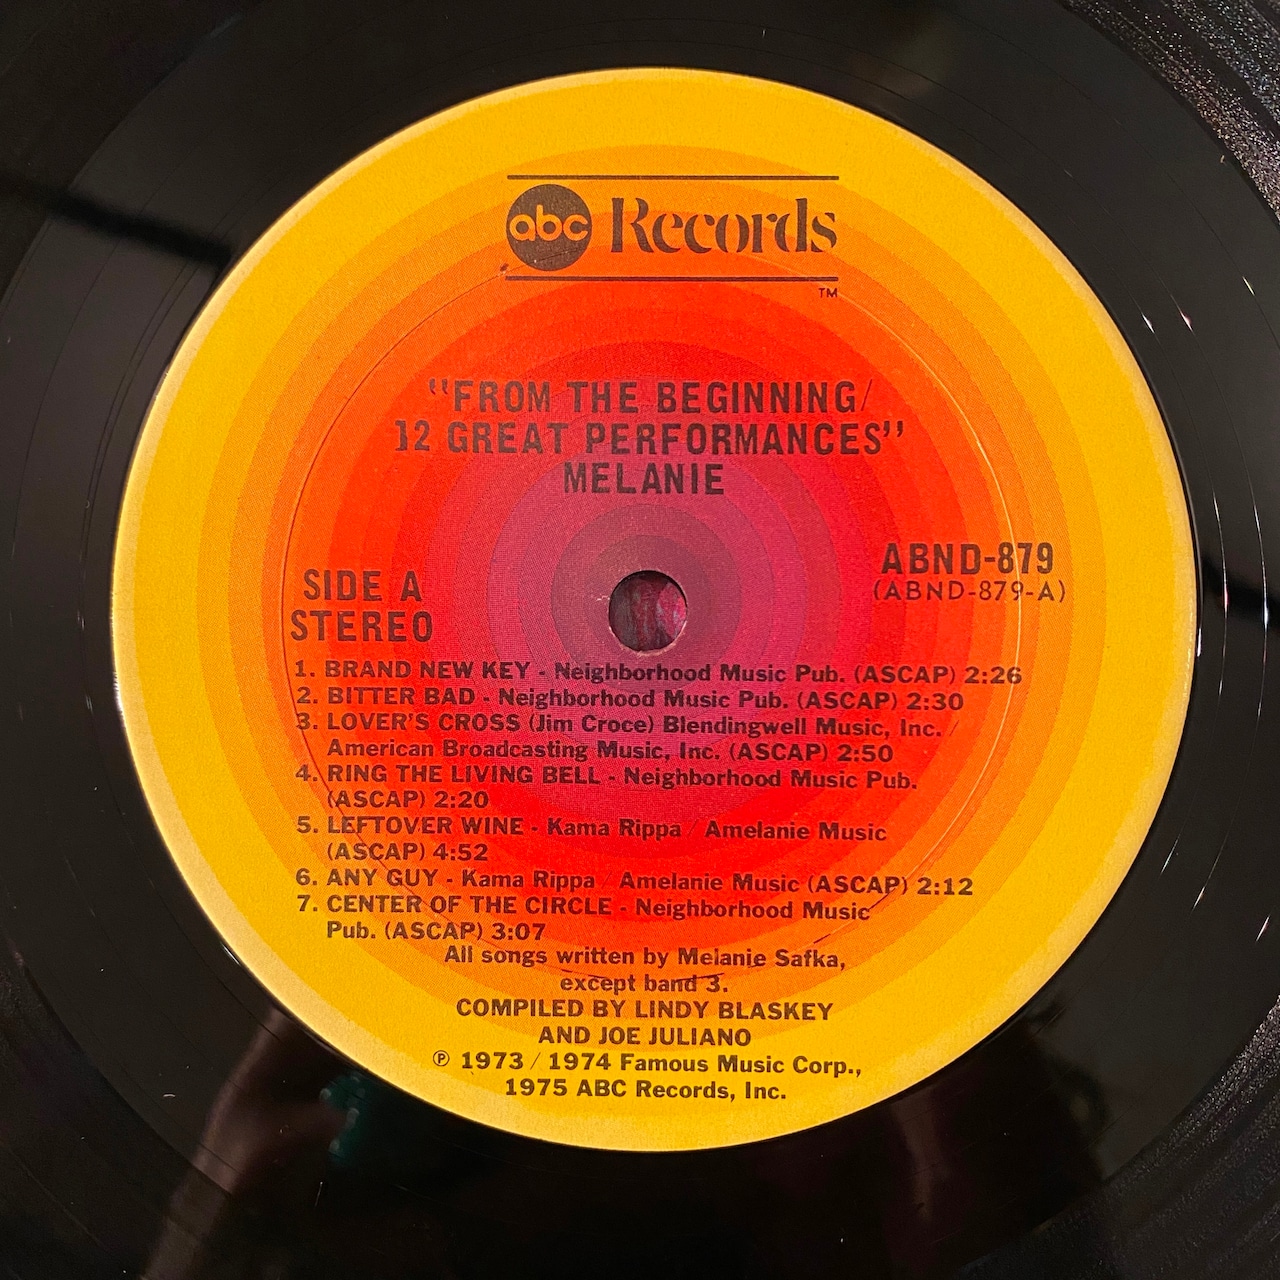 abc Records
TM
"FROM THE BEGINNING/
12 GREAT PERFORMANCES"
MELANIE
ABND-879
(ABND-879-A)
SIDE A
STEREO
1. BRAND NEW KEY - Neighborhood Music Pub. (ASCAP) 2:26
2. BITTER BAD - Neighborhood Music Pub. (ASCAP) 2:30
3. LOVER'S CROSS (Jim Croce) Blendingwell Music, Inc. /
American Broadcasting Music, Inc. (ASCAP) 2:50
4. RING THE LIVING BELL - Neighborhood Music Pub.
(ASCAP) 2:20
5. LEFTOVER WINE - Kama Rippa / Amelanie Music
(ASCAP) 4:52
6. ANY GUY - Kama Rippa / Amelanie Music (ASCAP) 2:12
7. CENTER OF THE CIRCLE - Neighborhood Music
Pub. (ASCAP) 3:07
All songs written by Melanie Safka,
except band 3.
COMPILED BY LINDY BLASKEY
AND JOE JULIANO
℗ 1973 / 1974 Famous Music Corp.,
1975 ABC Records, Inc.